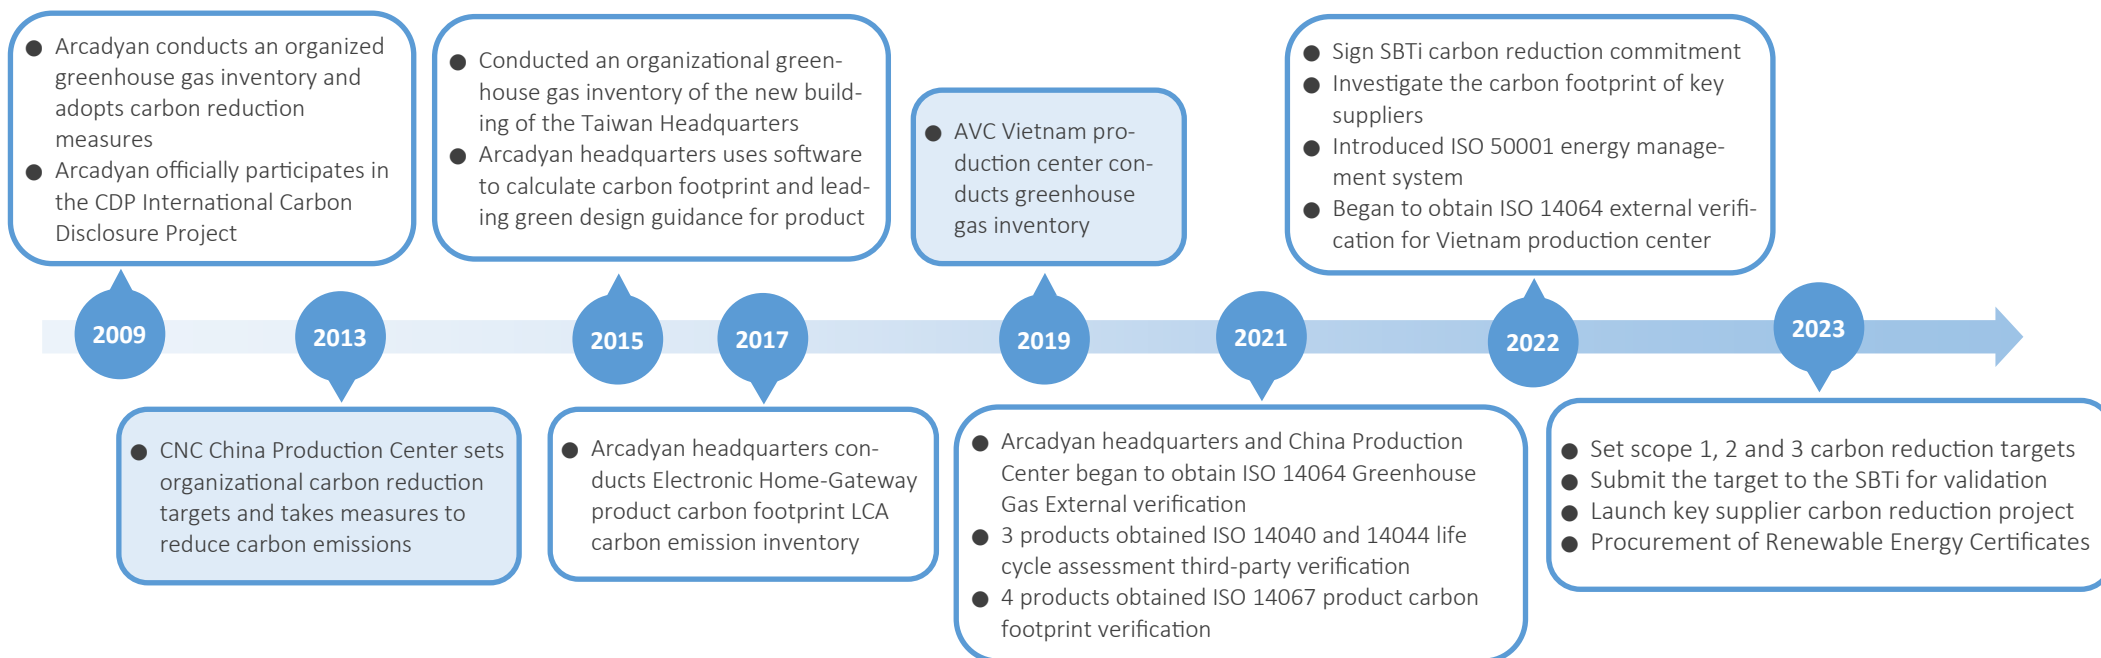 Arcadyan conducts an organized
greenhouse gas inventory and
adopts carbon reduction
measures
Arcadyan officially participates in
the CDP International Carbon
Disclosure Project
Conducted an organizational green-
house gas inventory of the new build-
ing of the Taiwan Headquarters
Arcadyan headquarters uses software
to calculate carbon footprint and lead-
ing green design guidance for product
AVC Vietnam pro-
duction center con-
ducts greenhouse
gas inventory
Sign SBTi carbon reduction commitment
Investigate the carbon footprint of key
suppliers
Introduced ISO 50001 energy manage-
ment system
Began to obtain ISO 14064 external verifi-
cation for Vietnam production center
2009
2013
2015
2017
2019
2021
2022
2023
CNC China Production Center sets
organizational carbon reduction
targets and takes measures to
reduce carbon emissions
Arcadyan headquarters con-
ducts Electronic Home-Gateway
product carbon footprint LCA
carbon emission inventory
Arcadyan headquarters and China Production
Center began to obtain ISO 14064 Greenhouse
Gas External verification
3 products obtained ISO 14040 and 14044 life
cycle assessment third-party verification
4 products obtained ISO 14067 product carbon
footprint verification
Set scope 1, 2 and 3 carbon reduction targets
Submit the target to the SBTi for validation
Launch key supplier carbon reduction project
Procurement of Renewable Energy Certificates